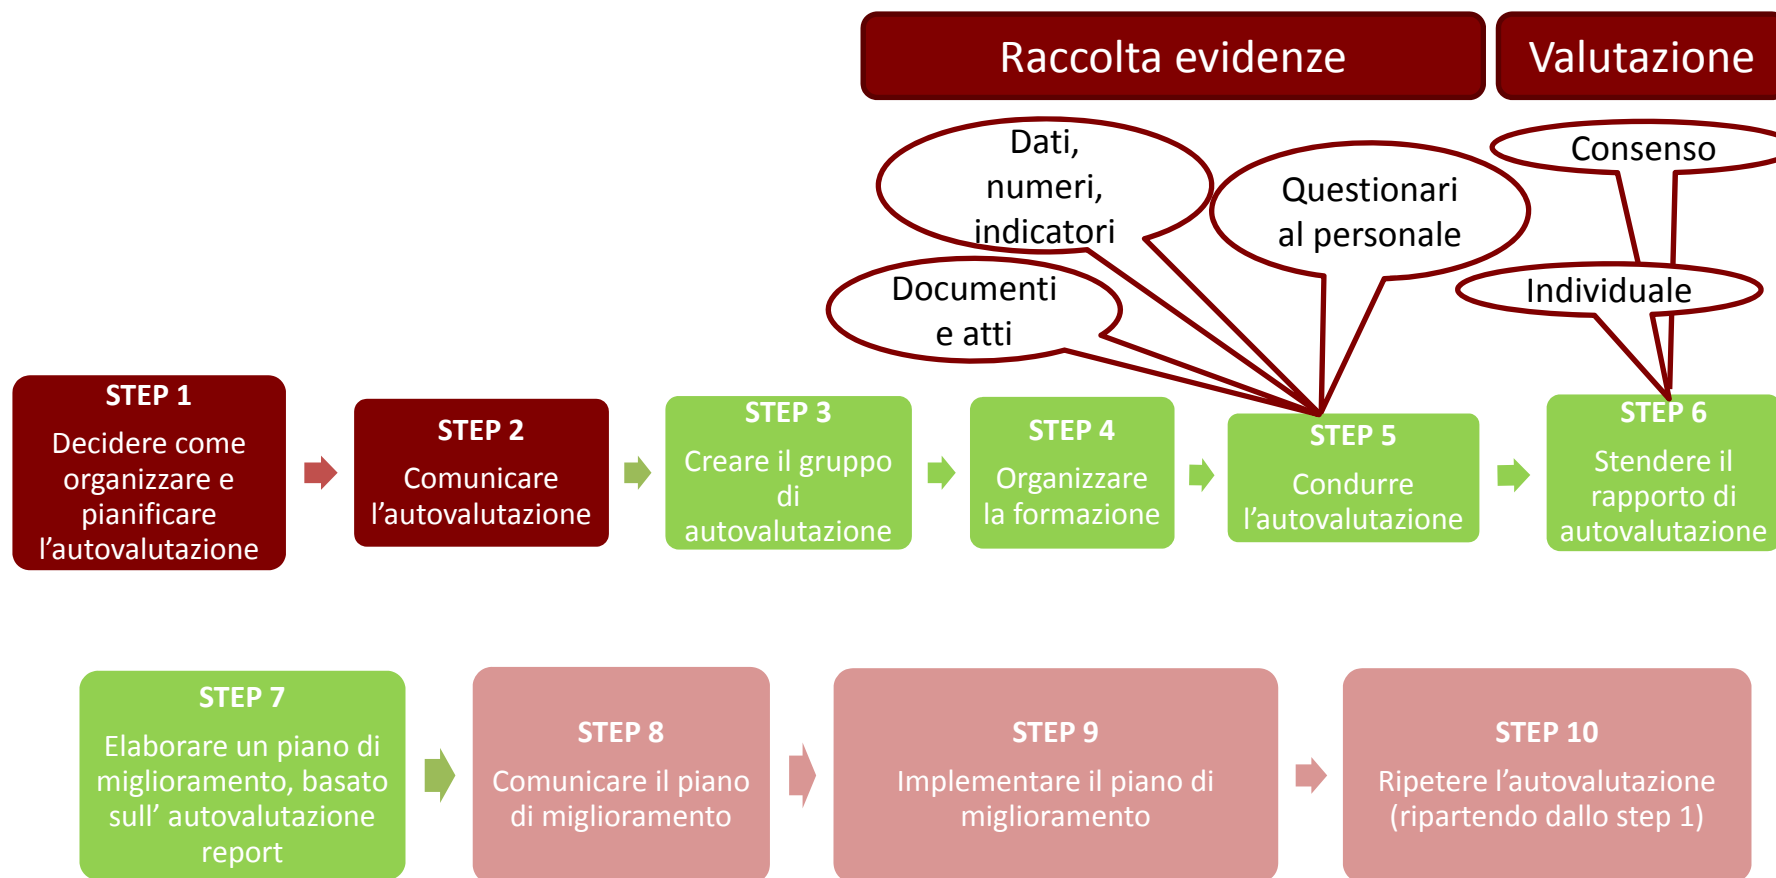 Raccolta evidenze
Valutazione
Dati,
numeri,
indicatori
Questionari
al personale
Consenso
Documenti
e atti
Individuale
STEP 1
Decidere come
organizzare e
pianificare
l’autovalutazione
STEP 2
Comunicare
l’autovalutazione
STEP 3
Creare il gruppo
di
autovalutazione
STEP 4
Organizzare
la formazione
STEP 5
Condurre
l’autovalutazione
STEP 6
Stendere il
rapporto di
autovalutazione
STEP 7
Elaborare un piano di
miglioramento, basato
sull’ autovalutazione
report
STEP 8
Comunicare il piano
di miglioramento
STEP 9
Implementare il piano di
miglioramento
STEP 10
Ripetere l’autovalutazione
(ripartendo dallo step 1)